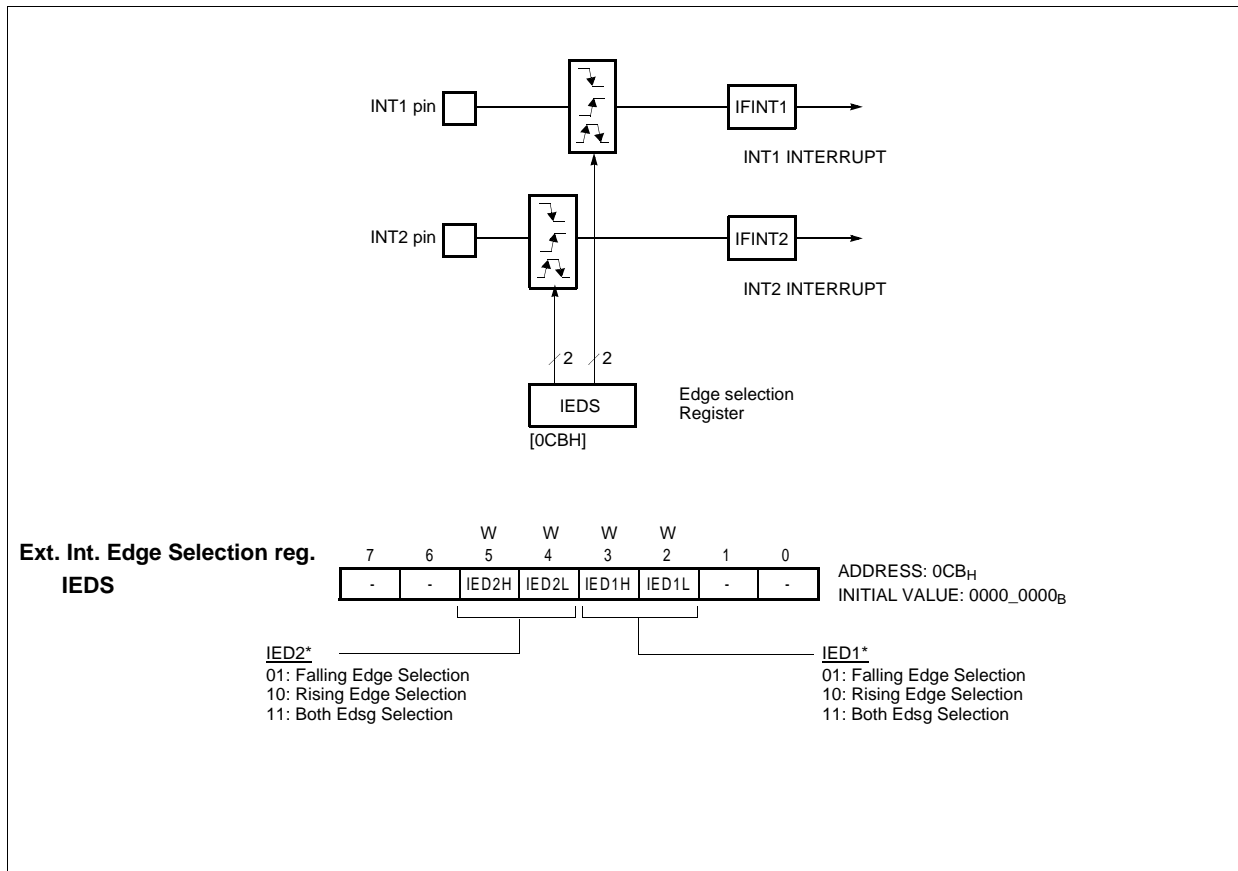 INT1 pin
IFINT1
INT1 INTERRUPT
INT2 pin
IFINT2
INT2 INTERRUPT
2 2
IEDS
Edge selection
Register
[0CBH]
W W W W
Ext. Int. Edge Selection reg.
7 6 5 4 3 2 1 0
IEDS
- - IED2H IED2L IED1H IED1L - -
ADDRESS: 0CBH
INITIAL VALUE: 0000_0000B
IED2*
01: Falling Edge Selection
10: Rising Edge Selection
11: Both Edsg Selection
IED1*
01: Falling Edge Selection
10: Rising Edge Selection
11: Both Edsg Selection